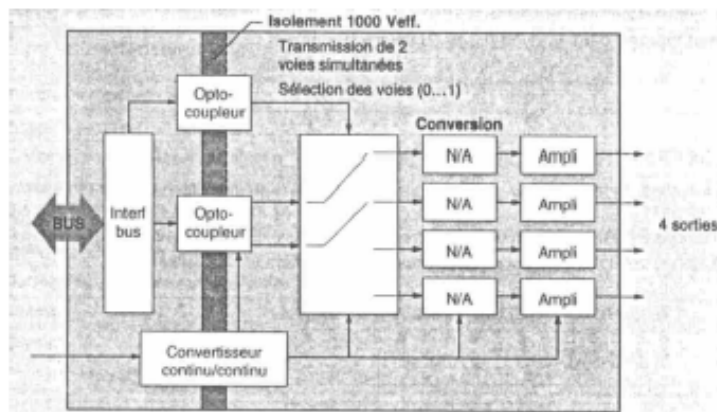 Isolement 1000 Veff.
Transmission de 2
voies simultanées
Sélection des voies (0...1)
Opto-
coupleur
Conversion
N/A
Ampli
BUS
Interf
bus
Opto-
coupleur
N/A
Ampli
4 sorties
N/A
Ampli
N/A
Ampli
Convertisseur
continu/continu